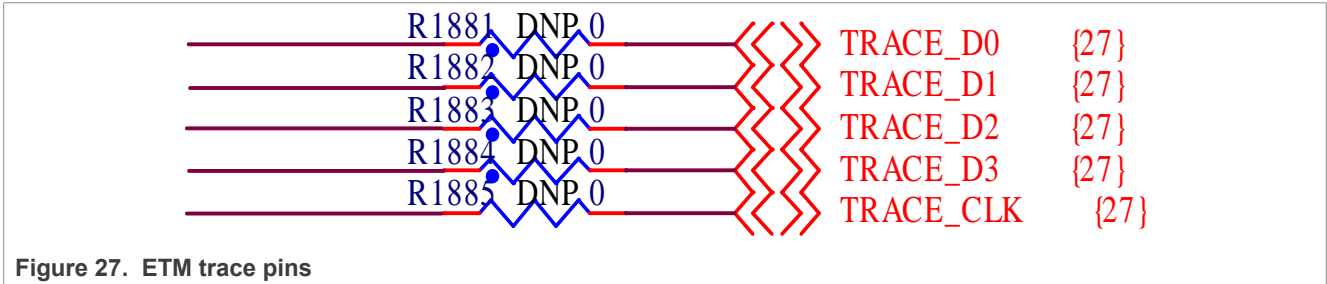 R1881 DNP 0 TRACE_D0 {27}
R1882 DNP 0 TRACE_D1 {27}
R1883 DNP 0 TRACE_D2 {27}
R1884 DNP 0 TRACE_D3 {27}
R1885 DNP 0 TRACE_CLK {27}
Figure 27. ETM trace pins